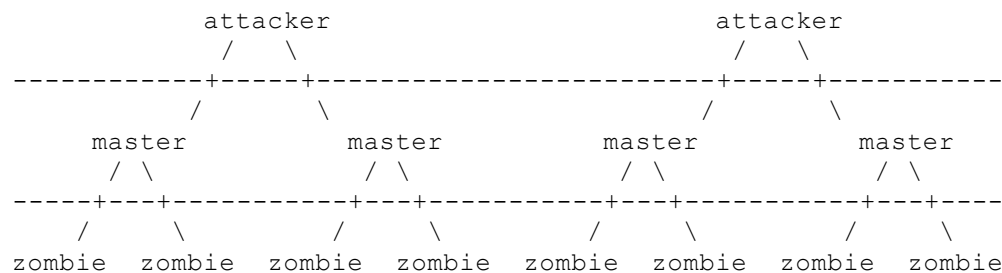 attacker attacker
/ \ / \
------------+-----+-------------------------+-----+-----------
/ \ / \
master master master master
/ \ / \ / \ / \
-----+---+-----------+---+-----------+---+-----------+---+----
/ \ / \ / \ / \
zombie zombie zombie zombie zombie zombie zombie zombie